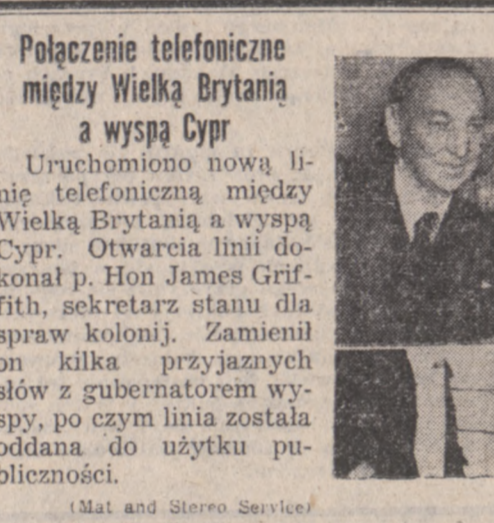 Połączenie telefoniczne
między Wielką Brytanią
a wyspą Cypr
Uruchomiono nową li-
nię telefoniczną między
Wielką Brytanią a wyspą
Cypr. Otwarcia linii do-
konał p. Hon James Grif-
fith, sekretarz stanu dla
spraw kolonij. Zamienił
on kilka przyjaznych
słów z gubernatorem wy-
spy, po czym linia została
oddana do użytku pu-
bliczności.
(Mat and Stereo Service)